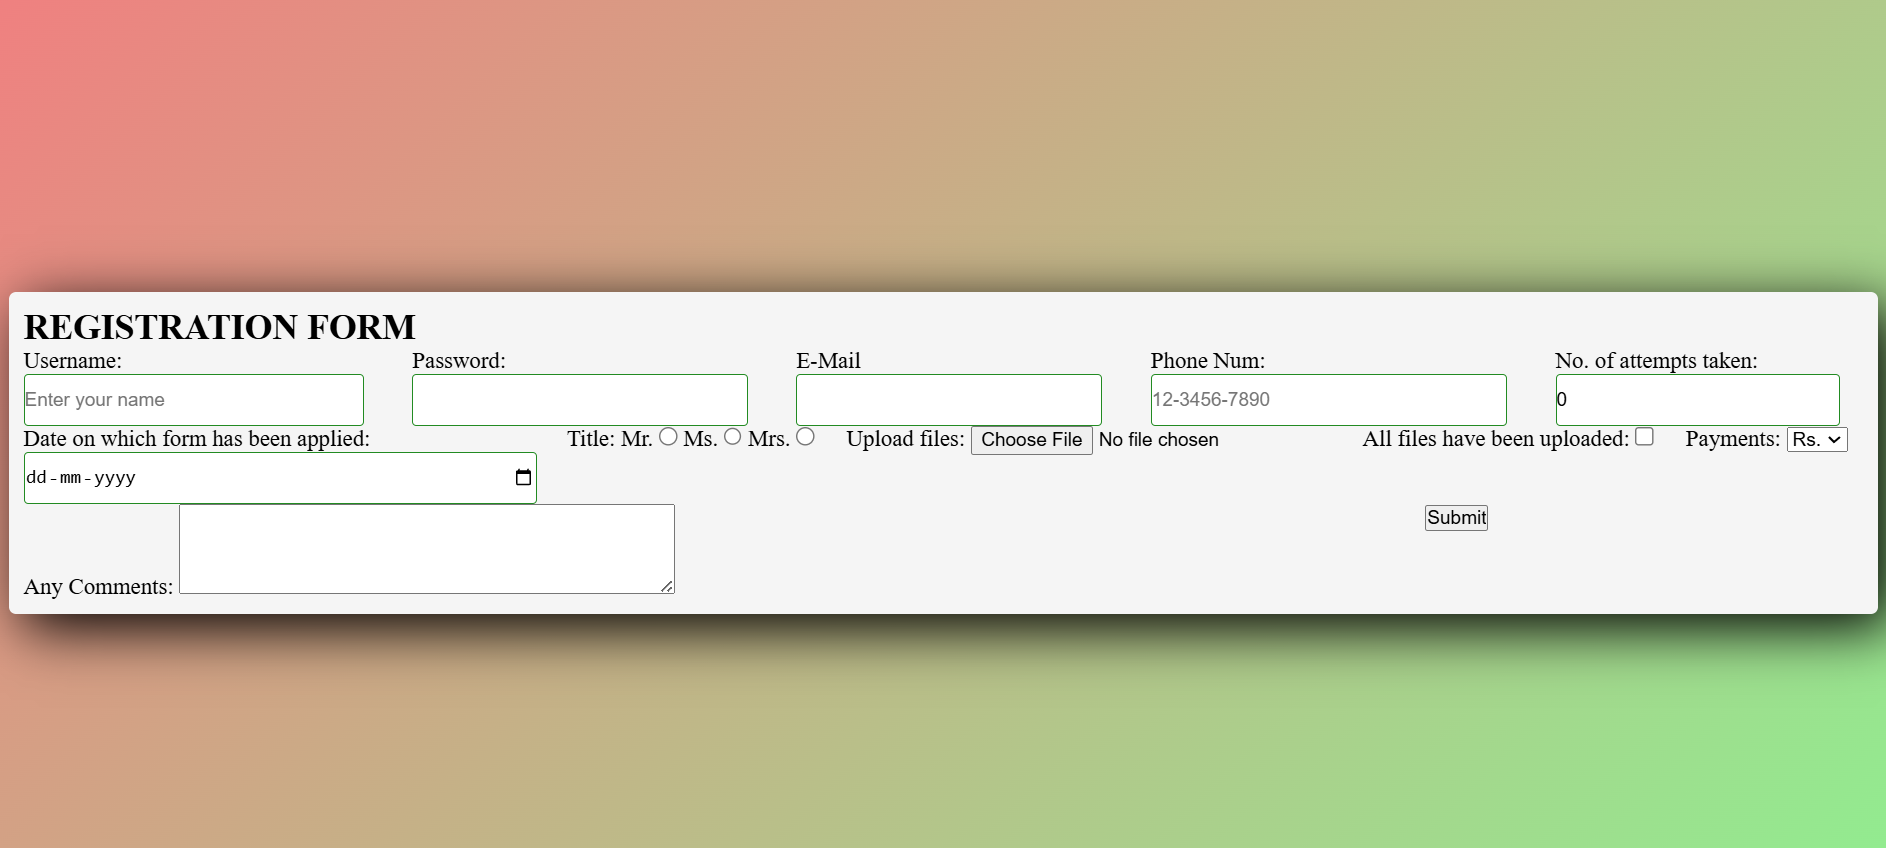 REGISTRATION FORM
Username: Password: E-Mail Phone Num: No. of attempts taken:
Enter your name 12-3456-7890 0
Date on which form has been applied: Title: Mr. Ms. Mrs. Upload files: Choose File No file chosen All files have been uploaded: Payments: Rs.
dd-mm-yyyy
Submit
Any Comments: